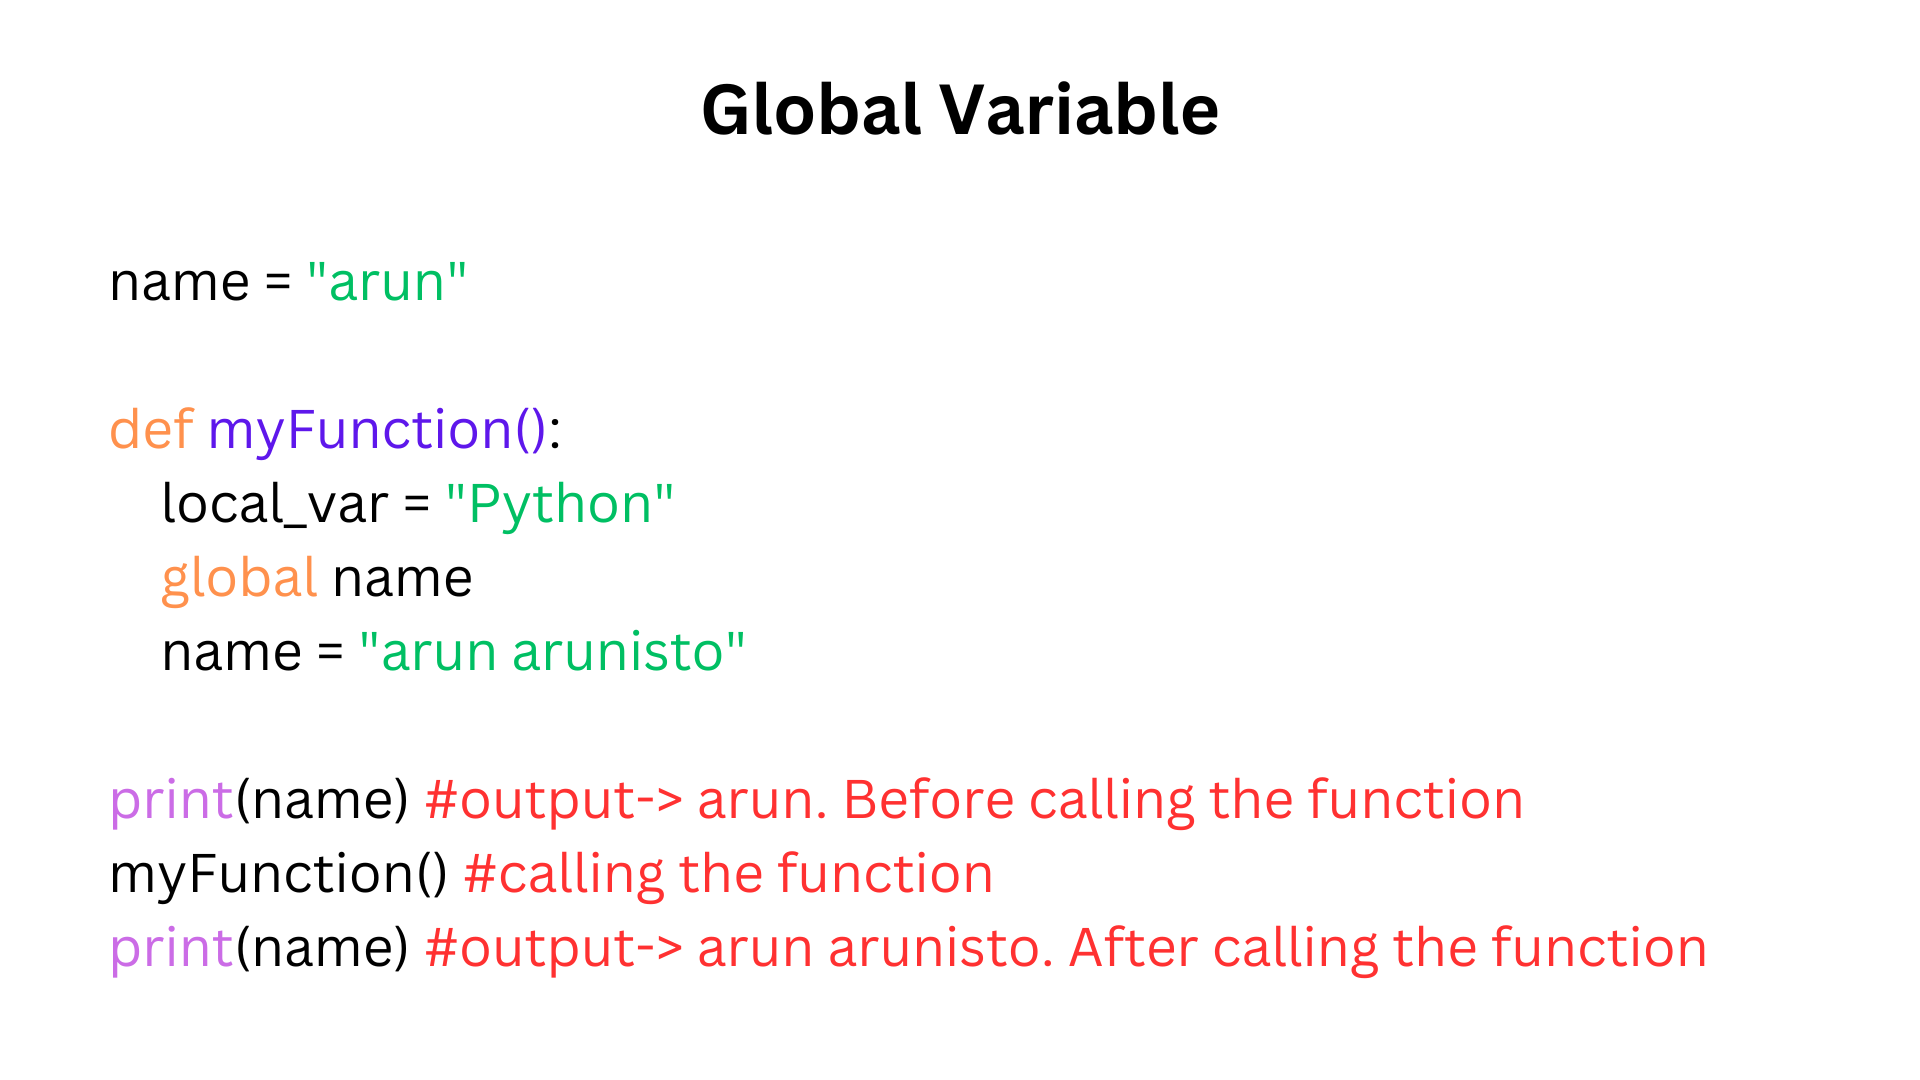 Global Variable
name = "arun"
def myFunction():
    local_var = "Python"
    global name
    name = "arun arunisto"
print(name) #output-> arun. Before calling the function
myFunction() #calling the function
print(name) #output-> arun arunisto. After calling the function